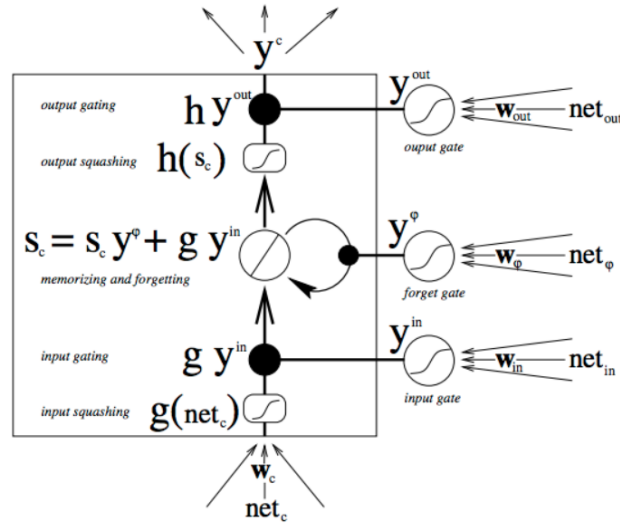 y^c
output gating h y^out y^out w_out net_out
ouput gate
output squashing h(s_c)
s_c = s_c y^φ + g y^in y^φ w_φ net_φ
memorizing and forgetting forget gate
input gating g y^in y^in w_in net_in
input gate
input squashing g(net_c)
w_c
net_c